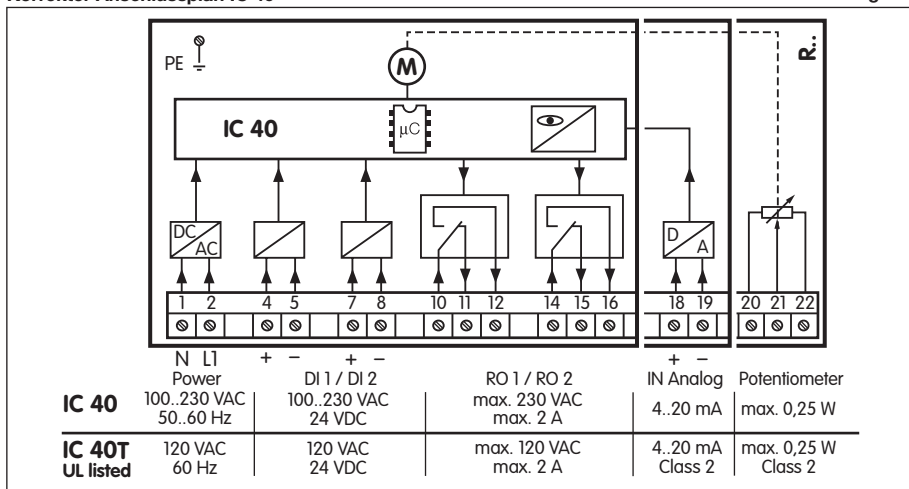 PE
M
R..
IC 40
µC
DC
AC
D
A
1 2 4 5 7 8 10 11 12 14 15 16 18 19 20 21 22
N L1 + − + − + −
Power DI 1 / DI 2 RO 1 / RO 2 IN Analog Potentiometer
IC 40 100..230 VAC 100..230 VAC max. 230 VAC 4..20 mA max. 0,25 W
50..60 Hz 24 VDC max. 2 A
IC 40T 120 VAC 120 VAC max. 120 VAC 4..20 mA max. 0,25 W
UL listed 60 Hz 24 VDC max. 2 A Class 2 Class 2